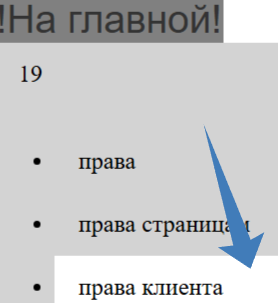 !На главной!
19
• права
• права страницам
• права клиента